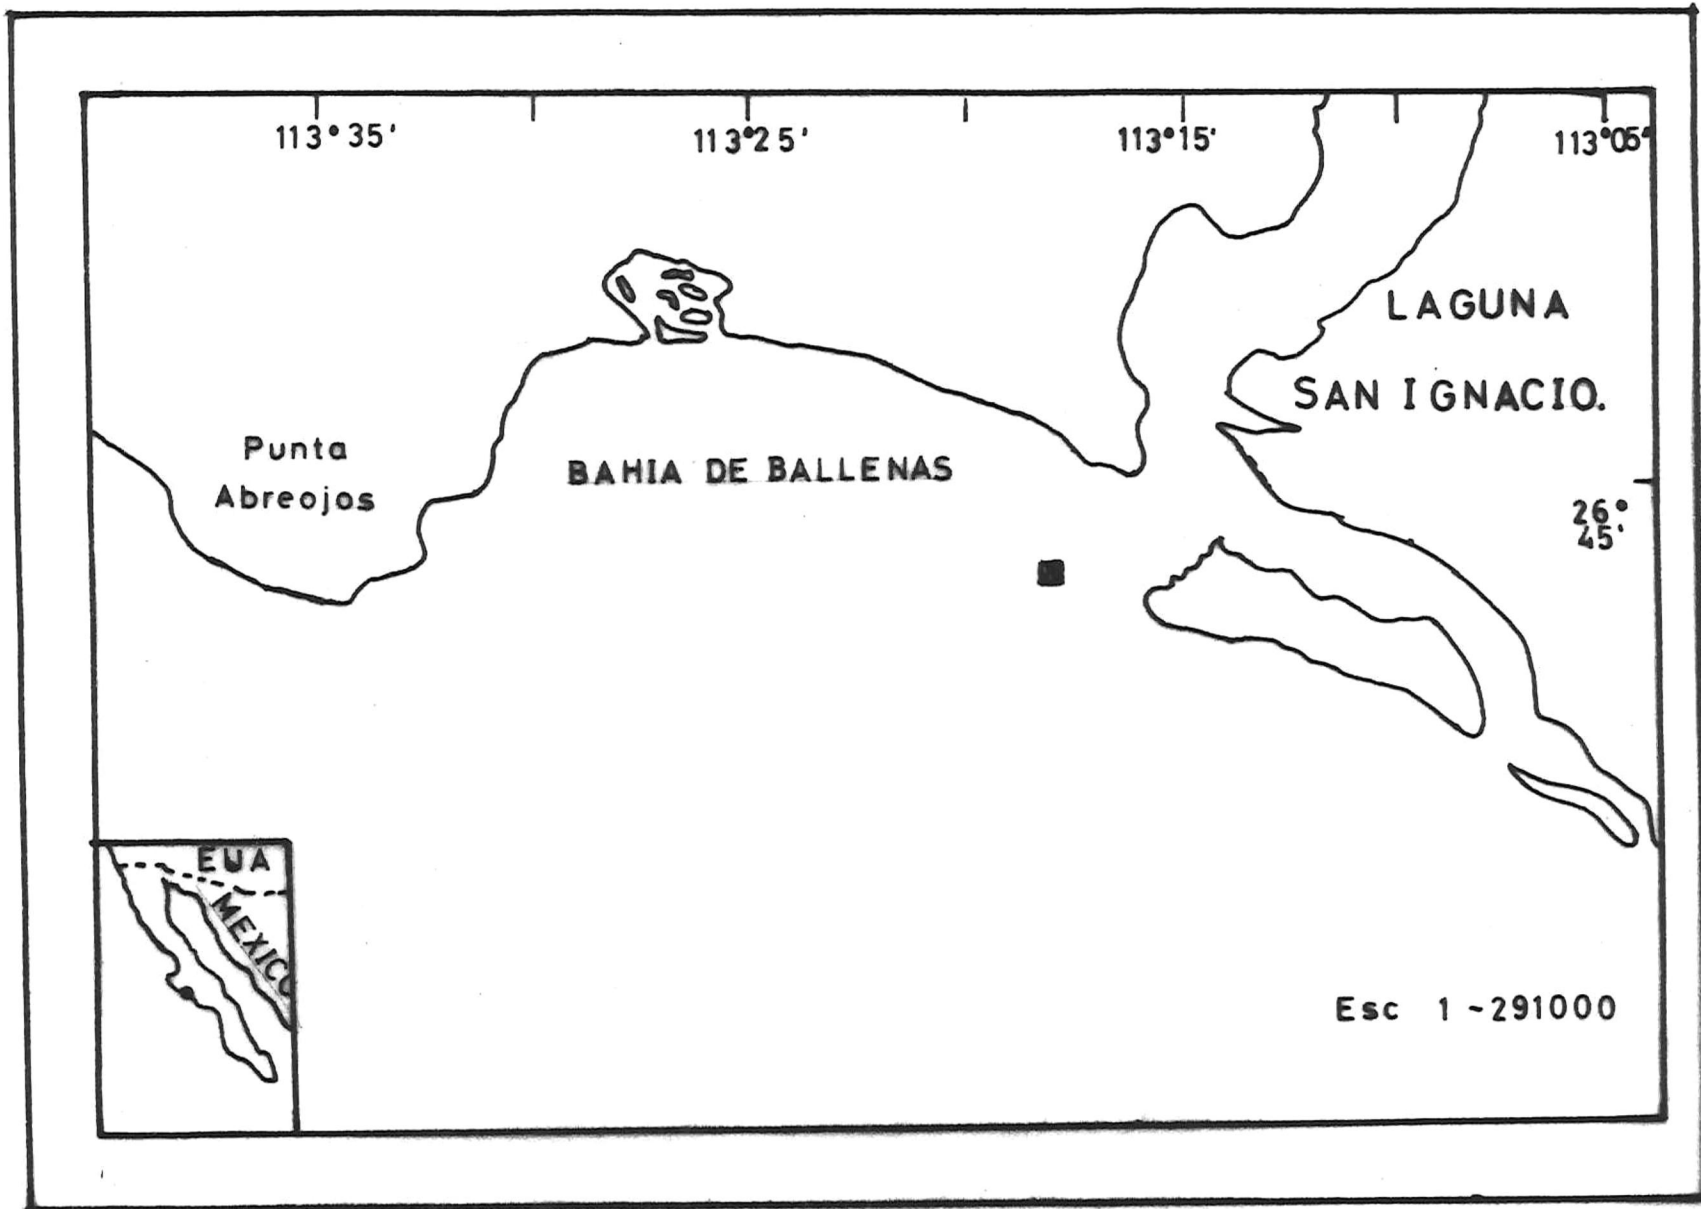 113° 35'
113°25'
113°15'
113°05'
LAGUNA
SAN IGNACIO.
Punta
Abreojos
BAHIA DE BALLENAS
26°
45'
EUA
MEXICO
Esc 1~291000